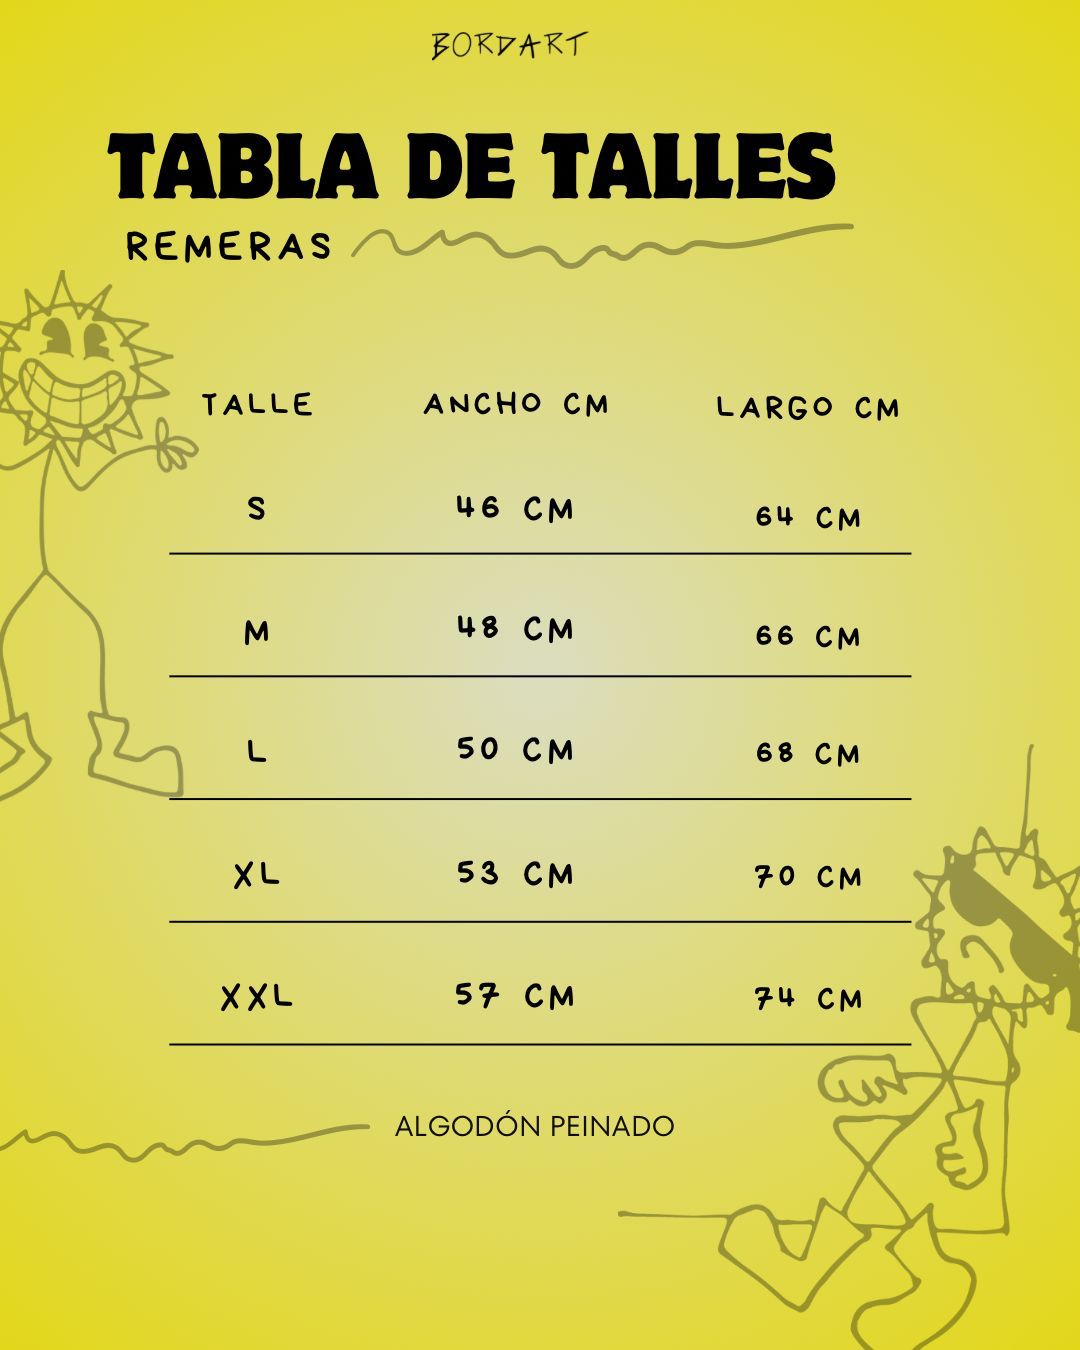 BORDART
TABLA DE TALLES
REMERAS
TALLE ANCHO CM LARGO CM
S 46 CM 64 CM
M 48 CM 66 CM
L 50 CM 68 CM
XL 53 CM 70 CM
XXL 57 CM 74 CM
ALGODÓN PEINADO